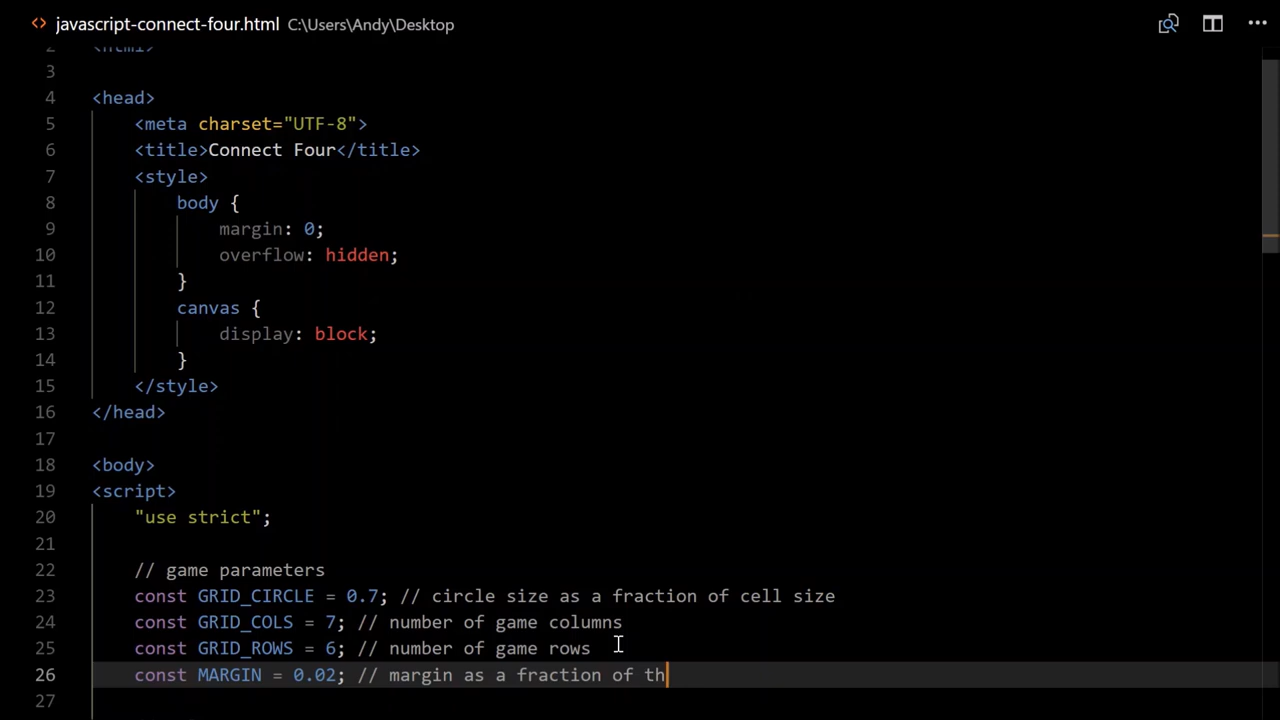 <> javascript-connect-four.html C:\Users\Andy\Desktop
2 <html>
3
4 <head>
5 <meta charset="UTF-8">
6 <title>Connect Four</title>
7 <style>
8 body {
9 margin: 0;
10 overflow: hidden;
11 }
12 canvas {
13 display: block;
14 }
15 </style>
16 </head>
17
18 <body>
19 <script>
20 "use strict";
21
22 // game parameters
23 const GRID_CIRCLE = 0.7; // circle size as a fraction of cell size
24 const GRID_COLS = 7; // number of game columns
25 const GRID_ROWS = 6; // number of game rows
26 const MARGIN = 0.02; // margin as a fraction of th
27